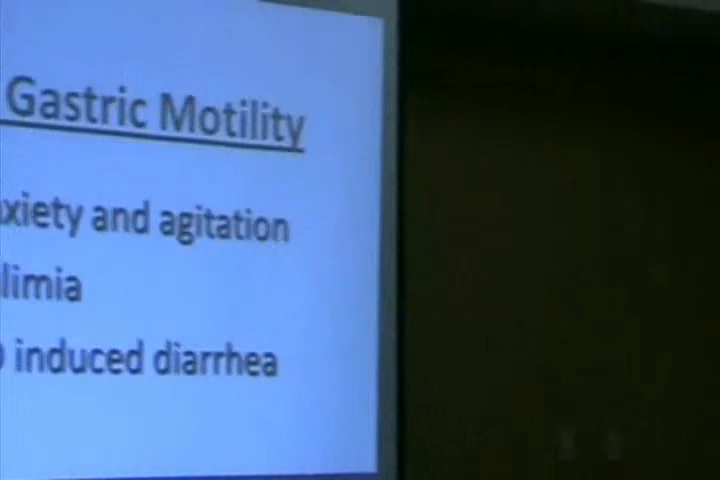 Gastric Motility
xiety and agitation
limia
induced diarrhea